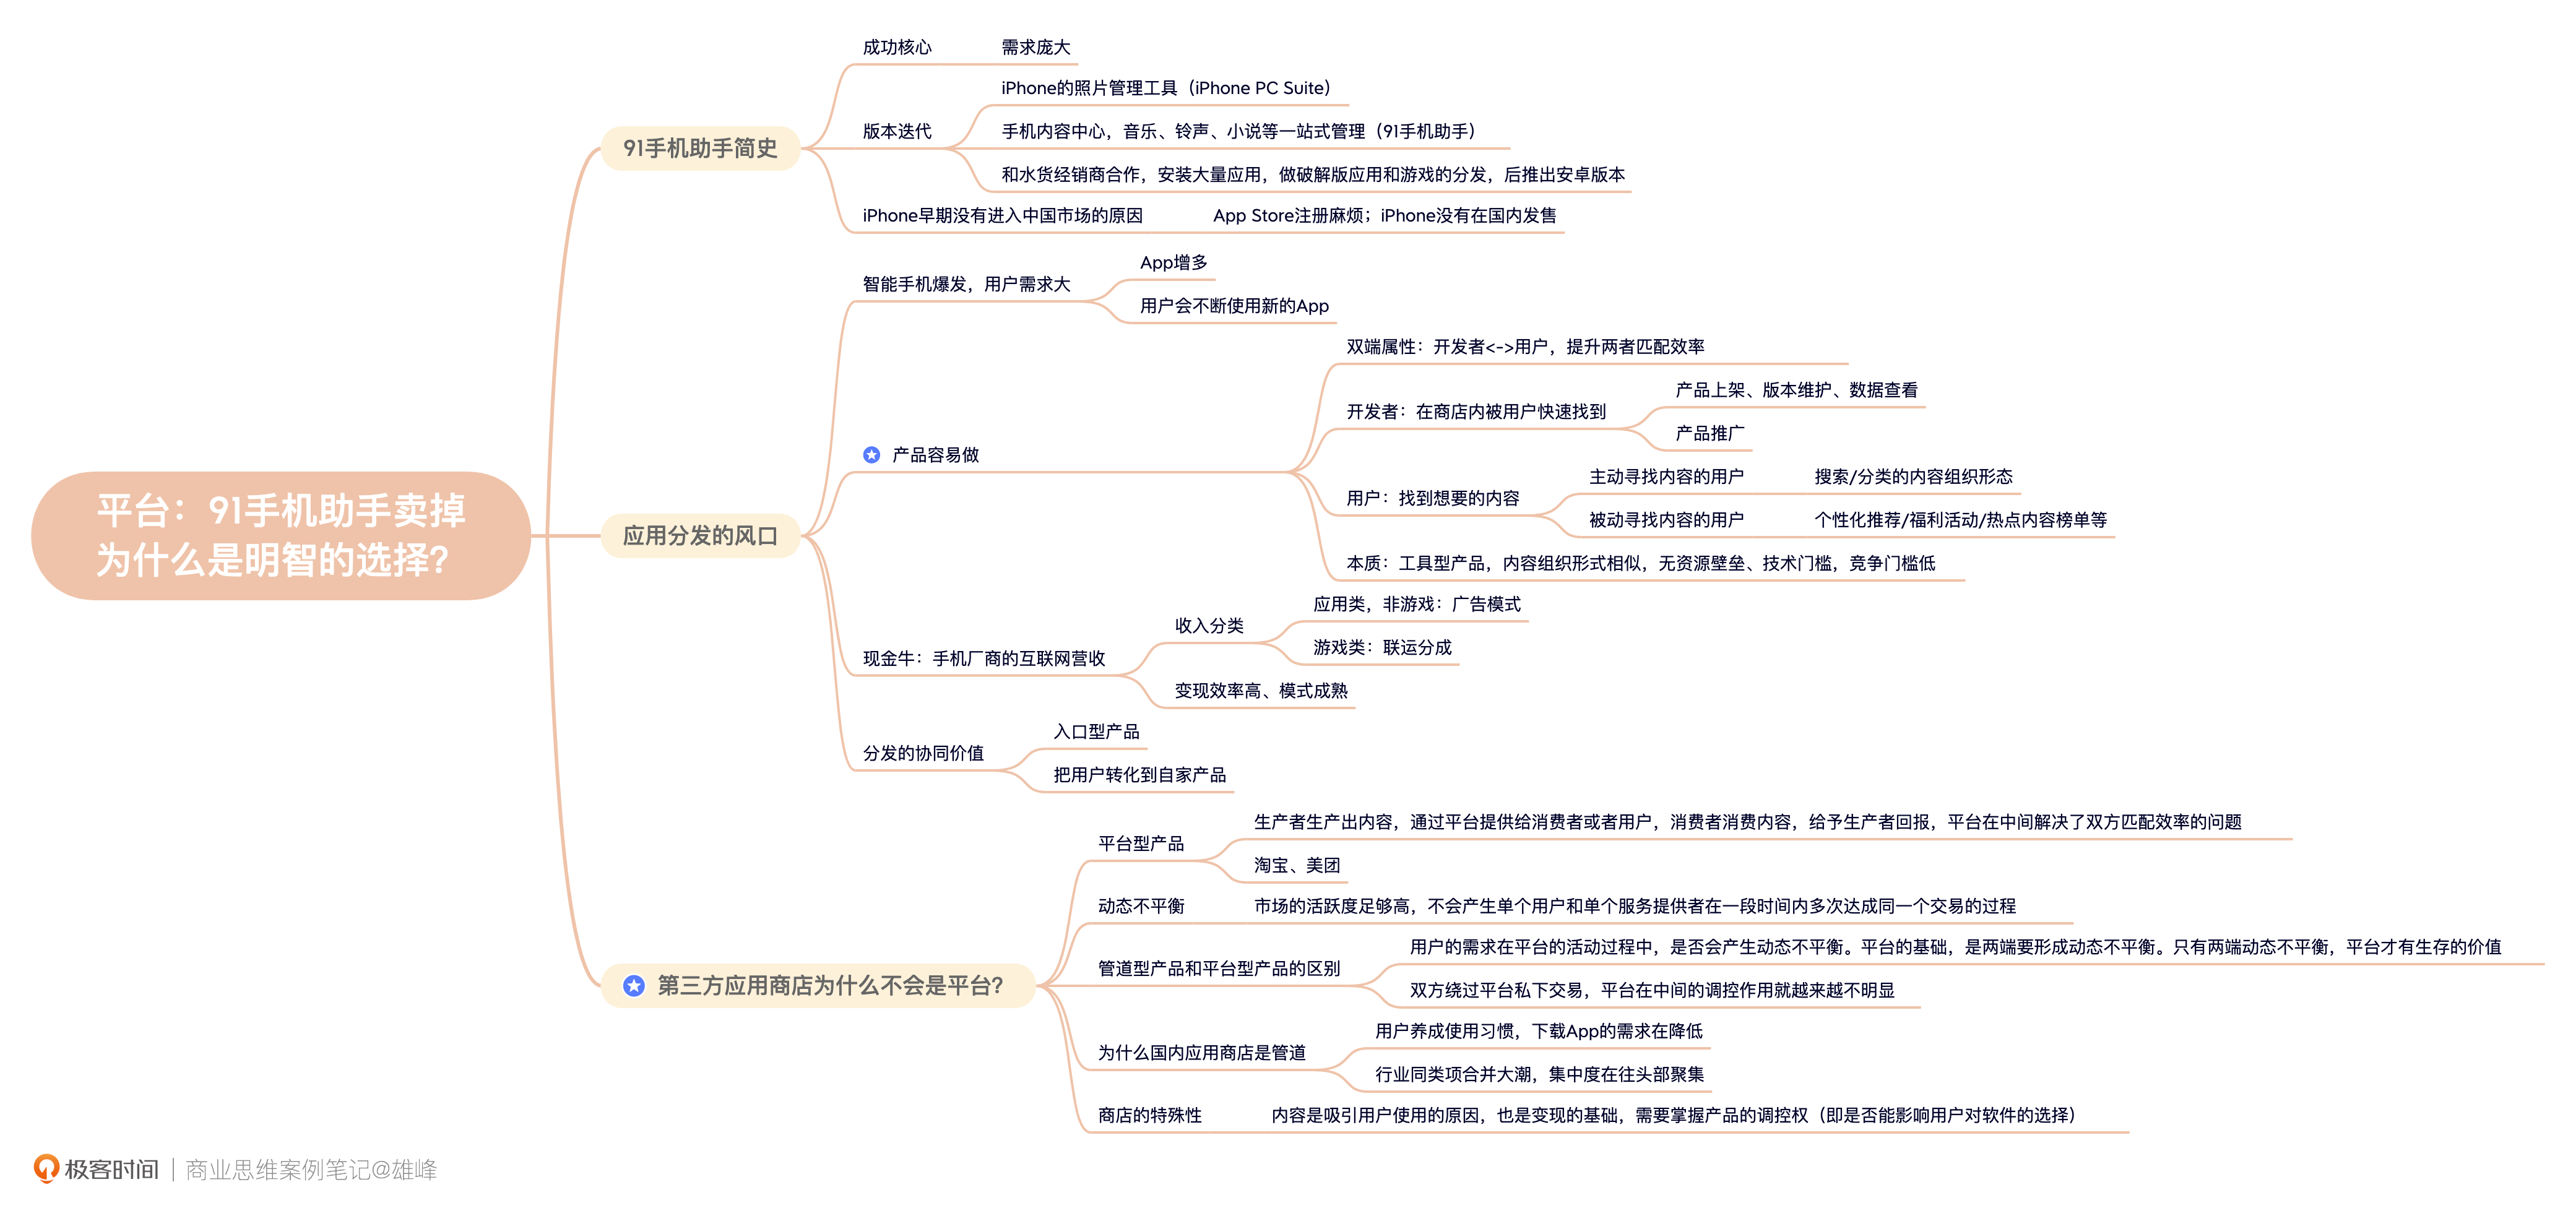 平台：91手机助手卖掉
为什么是明智的选择？
91手机助手简史
成功核心
需求庞大
版本迭代
iPhone的照片管理工具（iPhone PC Suite）
手机内容中心，音乐、铃声、小说等一站式管理（91手机助手）
和水货经销商合作，安装大量应用，做破解版应用和游戏的分发，后推出安卓版本
iPhone早期没有进入中国市场的原因
App Store注册麻烦；iPhone没有在国内发售
应用分发的风口
智能手机爆发，用户需求大
App增多
用户会不断使用新的App
产品容易做
双端属性：开发者<->用户，提升两者匹配效率
开发者：在商店内被用户快速找到
产品上架、版本维护、数据查看
产品推广
用户：找到想要的内容
主动寻找内容的用户
搜索/分类的内容组织形态
被动寻找内容的用户
个性化推荐/福利活动/热点内容榜单等
本质：工具型产品，内容组织形式相似，无资源壁垒、技术门槛，竞争门槛低
现金牛：手机厂商的互联网营收
收入分类
应用类，非游戏：广告模式
游戏类：联运分成
变现效率高、模式成熟
分发的协同价值
入口型产品
把用户转化到自家产品
第三方应用商店为什么不会是平台？
平台型产品
生产者生产出内容，通过平台提供给消费者或者用户，消费者消费内容，给予生产者回报，平台在中间解决了双方匹配效率的问题
淘宝、美团
动态不平衡
市场的活跃度足够高，不会产生单个用户和单个服务提供者在一段时间内多次达成同一个交易的过程
管道型产品和平台型产品的区别
用户的需求在平台的活动过程中，是否会产生动态不平衡。平台的基础，是两端要形成动态不平衡。只有两端动态不平衡，平台才有生存的价值
双方绕过平台私下交易，平台在中间的调控作用就越来越不明显
为什么国内应用商店是管道
用户养成使用习惯，下载App的需求在降低
行业同类项合并大潮，集中度在往头部聚集
商店的特殊性
内容是吸引用户使用的原因，也是变现的基础，需要掌握产品的调控权（即是否能影响用户对软件的选择）
极客时间 | 商业思维案例笔记@雄峰